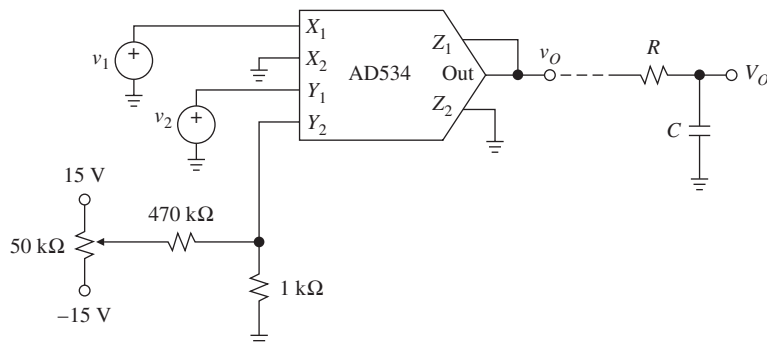 X1
v1
X2
Z1
vO
R
VO
AD534
Out
Y1
Z2
C
v2
Y2
15 V
470 kΩ
50 kΩ
1 kΩ
–15 V